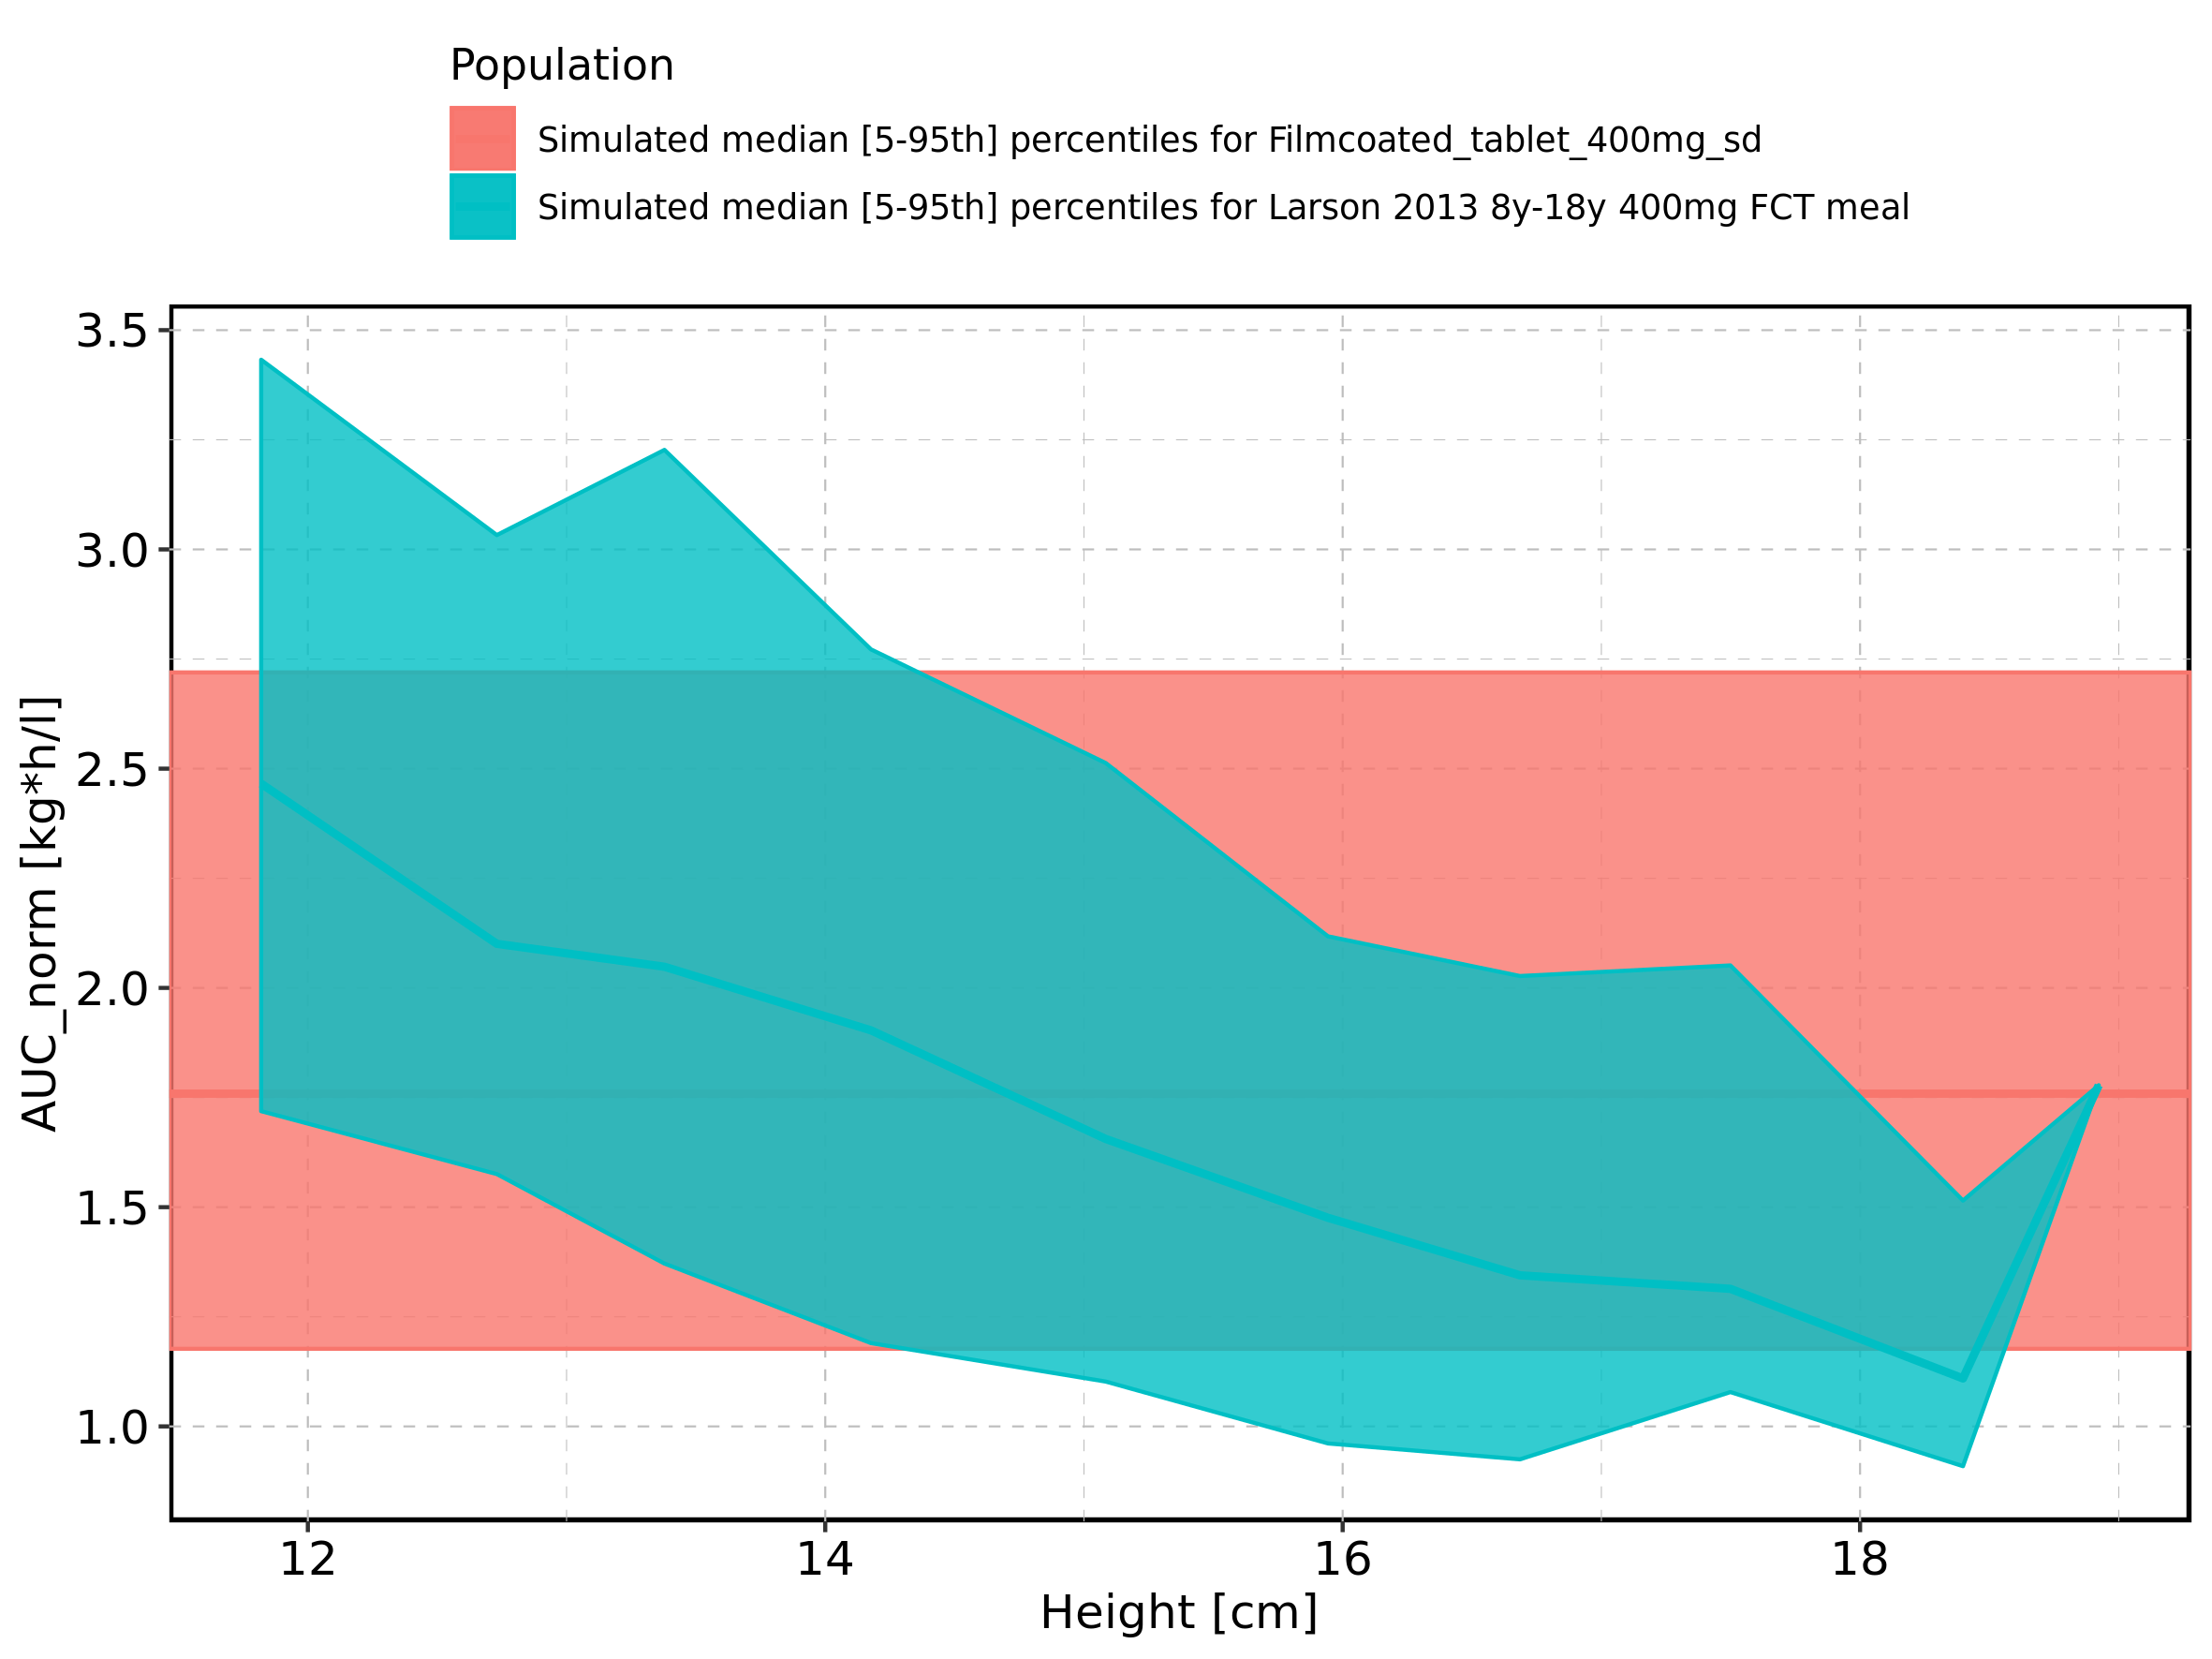 Population
Simulated median [5-95th] percentiles for Filmcoated_tablet_400mg_sd
Simulated median [5-95th] percentiles for Larson 2013 8y-18y 400mg FCT meal
AUC_norm [kg*h/l]
3.5
3.0
2.5
2.0
1.5
1.0
12 14 16 18
Height [cm]